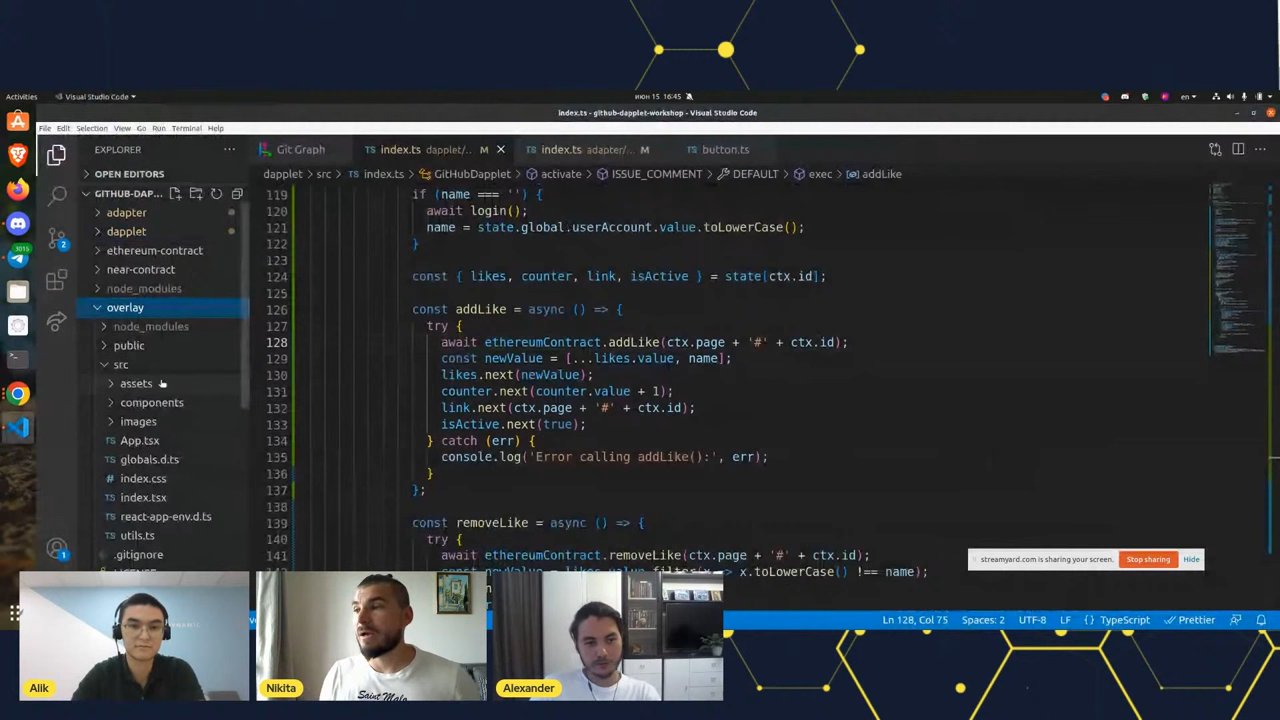 Activities
Visual Studio Code
июн 15 16:45
en
index.ts - github-dapplet-workshop - Visual Studio Code
File Edit Selection View Go Run Terminal Help
EXPLORER
Git Graph
index.ts dapplet/... M
index.ts adapter/... M
button.ts
OPEN EDITORS
dapplet > src > index.ts > GitHubDapplet > activate > ISSUE_COMMENT > DEFAULT > exec > addLike
GITHUB-DAP...
adapter
dapplet
ethereum-contract
near-contract
node_modules
overlay
node_modules
public
src
assets
components
images
App.tsx
globals.d.ts
index.css
index.tsx
react-app-env.d.ts
utils.ts
.gitignore
2
3015
1
119 if (name === '') {
120 await login();
121 name = state.global.userAccount.value.toLowerCase();
122 }
123
124 const { likes, counter, link, isActive } = state[ctx.id];
125
126 const addLike = async () => {
127 try {
128 await ethereumContract.addLike(ctx.page + '#' + ctx.id);
129 const newValue = [...likes.value, name];
130 likes.next(newValue);
131 counter.next(counter.value + 1);
132 link.next(ctx.page + '#' + ctx.id);
133 isActive.next(true);
134 } catch (err) {
135 console.log('Error calling addLike():', err);
136 }
137 };
138
139 const removeLike = async () => {
140 try {
141 await ethereumContract.removeLike(ctx.page + '#' + ctx.id);
x.toLowerCase() !== name);
streamyard.com is sharing your screen. Stop sharing Hide
Ln 128, Col 75 Spaces: 2 UTF-8 LF { } TypeScript Prettier
Saint Malo
Alik
Nikita
Alexander